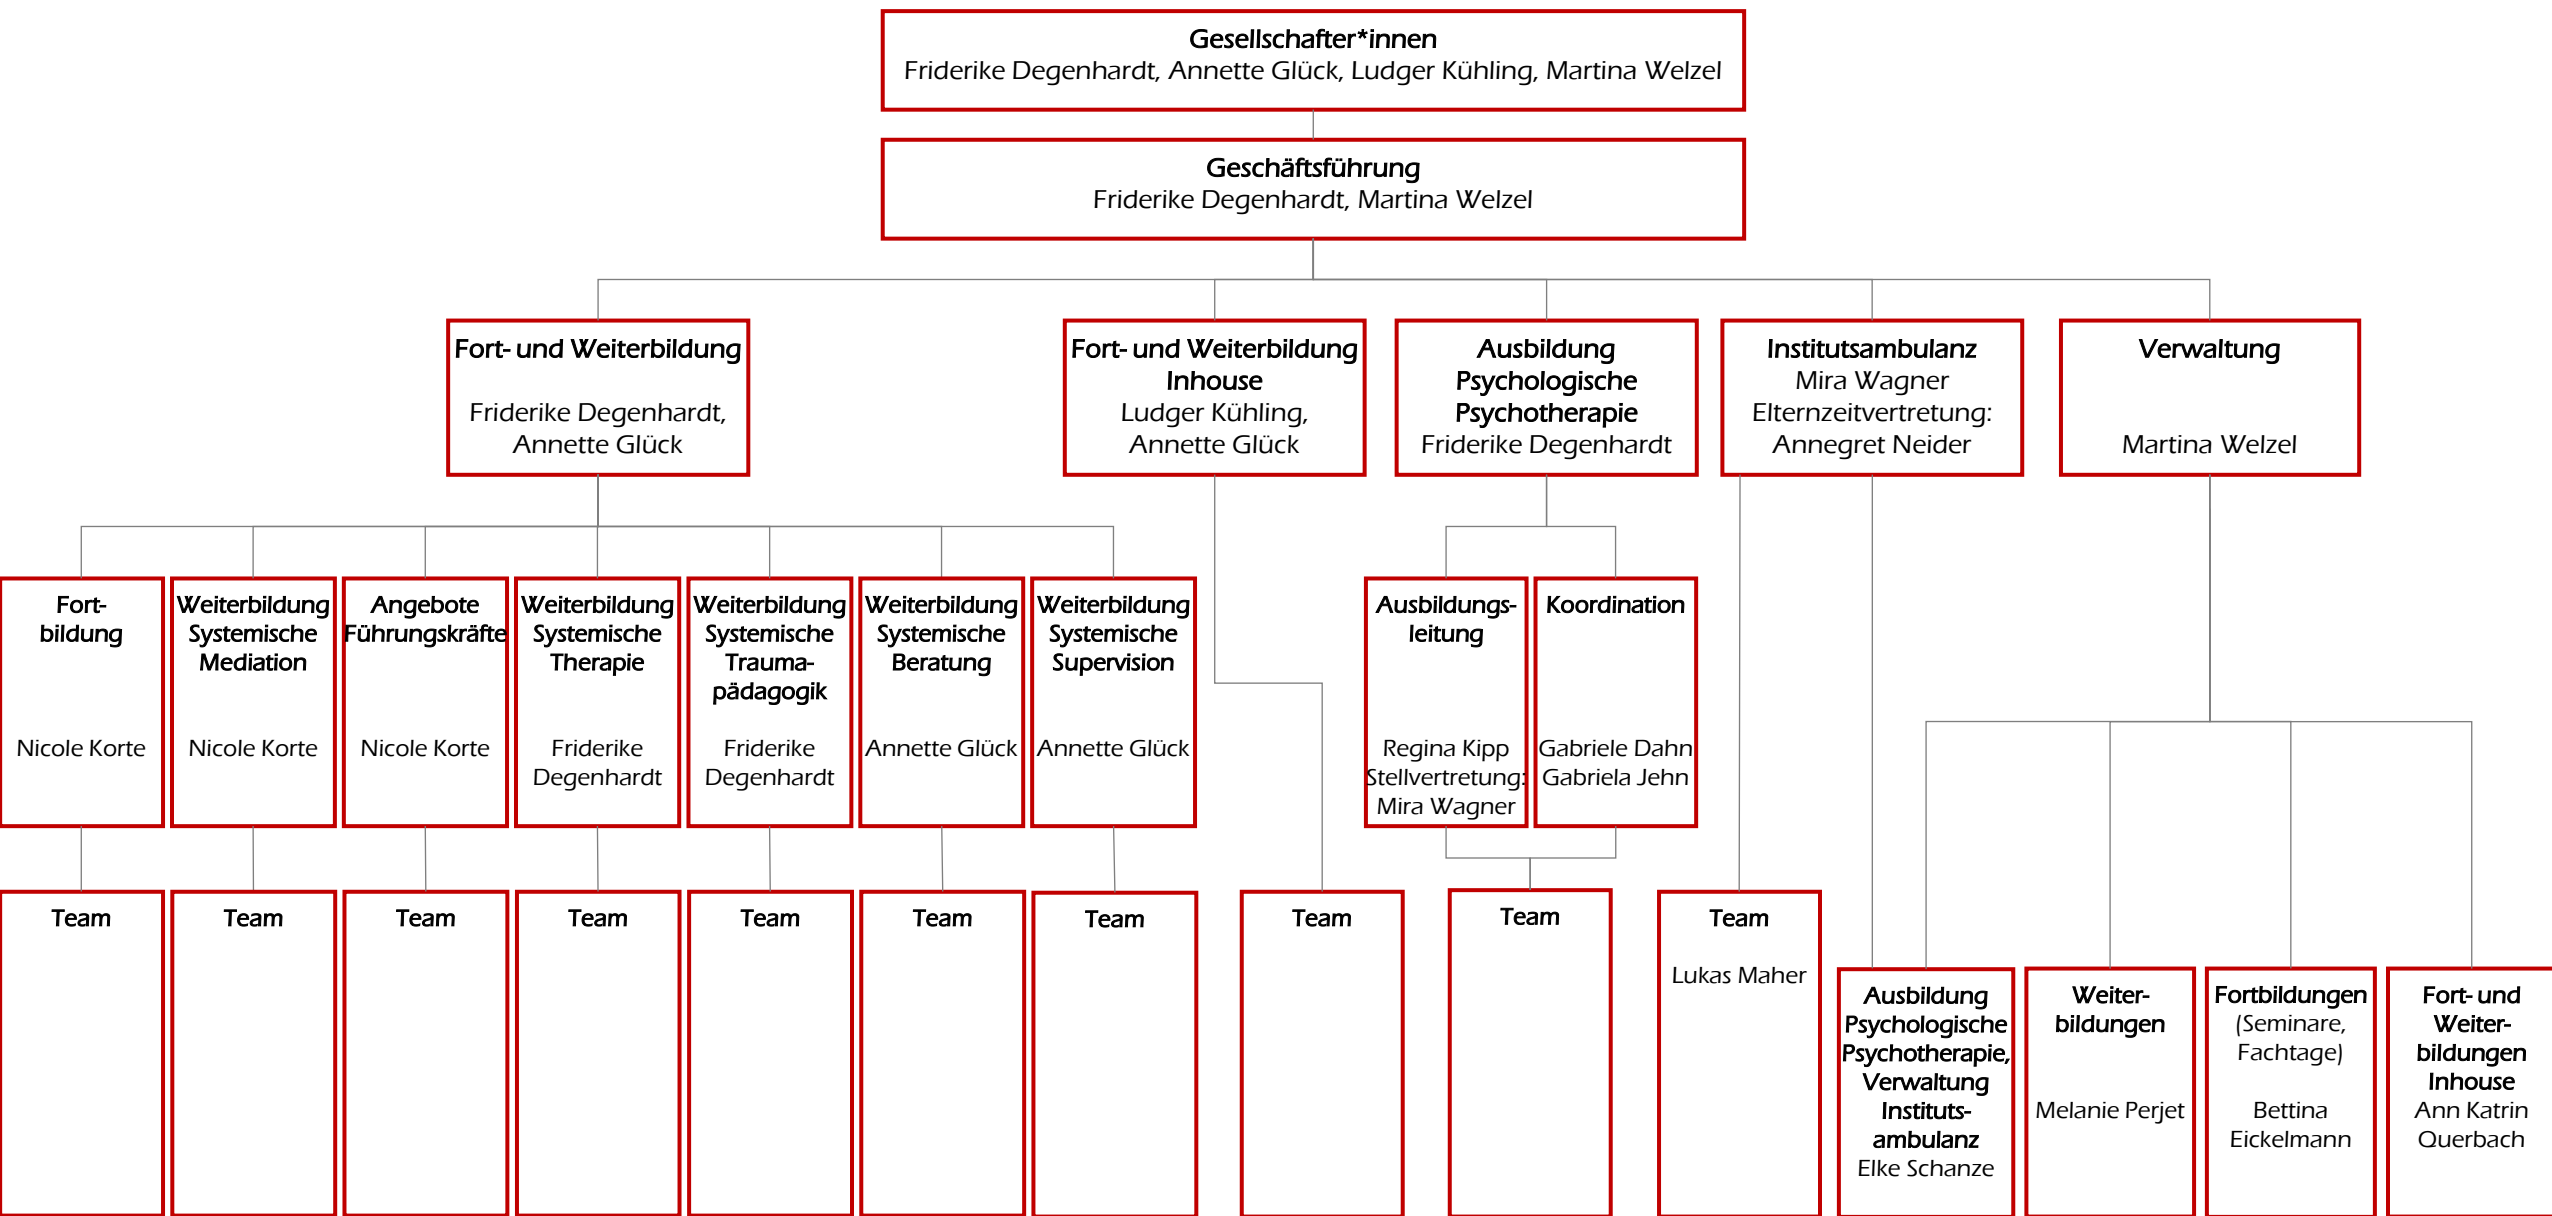 Gesellschafter*innen
Friderike Degenhardt, Annette Glück, Ludger Kühling, Martina Welzel
Geschäftsführung
Friderike Degenhardt, Martina Welzel
Fort- und Weiterbildung
Friderike Degenhardt,
Annette Glück
Fort- und Weiterbildung
Inhouse
Ludger Kühling,
Annette Glück
Ausbildung
Psychologische
Psychotherapie
Friderike Degenhardt
Institutsambulanz
Mira Wagner
Elternzeitvertretung:
Annegret Neider
Verwaltung
Martina Welzel
Fort-
bildung
Nicole Korte
Weiterbildung
Systemische
Mediation
Nicole Korte
Angebote
Führungskräfte
Nicole Korte
Weiterbildung
Systemische
Therapie
Friderike
Degenhardt
Weiterbildung
Systemische
Trauma-
pädagogik
Friderike
Degenhardt
Weiterbildung
Systemische
Beratung
Annette Glück
Weiterbildung
Systemische
Supervision
Annette Glück
Ausbildungs-
leitung
Regina Kipp
Stellvertretung:
Mira Wagner
Koordination
Gabriele Dahn
Gabriela Jehn
Team
Team
Team
Team
Team
Team
Team
Team
Team
Team
Lukas Maher
Ausbildung
Psychologische
Psychotherapie,
Verwaltung
Instituts-
ambulanz
Elke Schanze
Weiter-
bildungen
Melanie Perjet
Fortbildungen
(Seminare,
Fachtage)
Bettina
Eickelmann
Fort- und
Weiter-
bildungen
Inhouse
Ann Katrin
Querbach